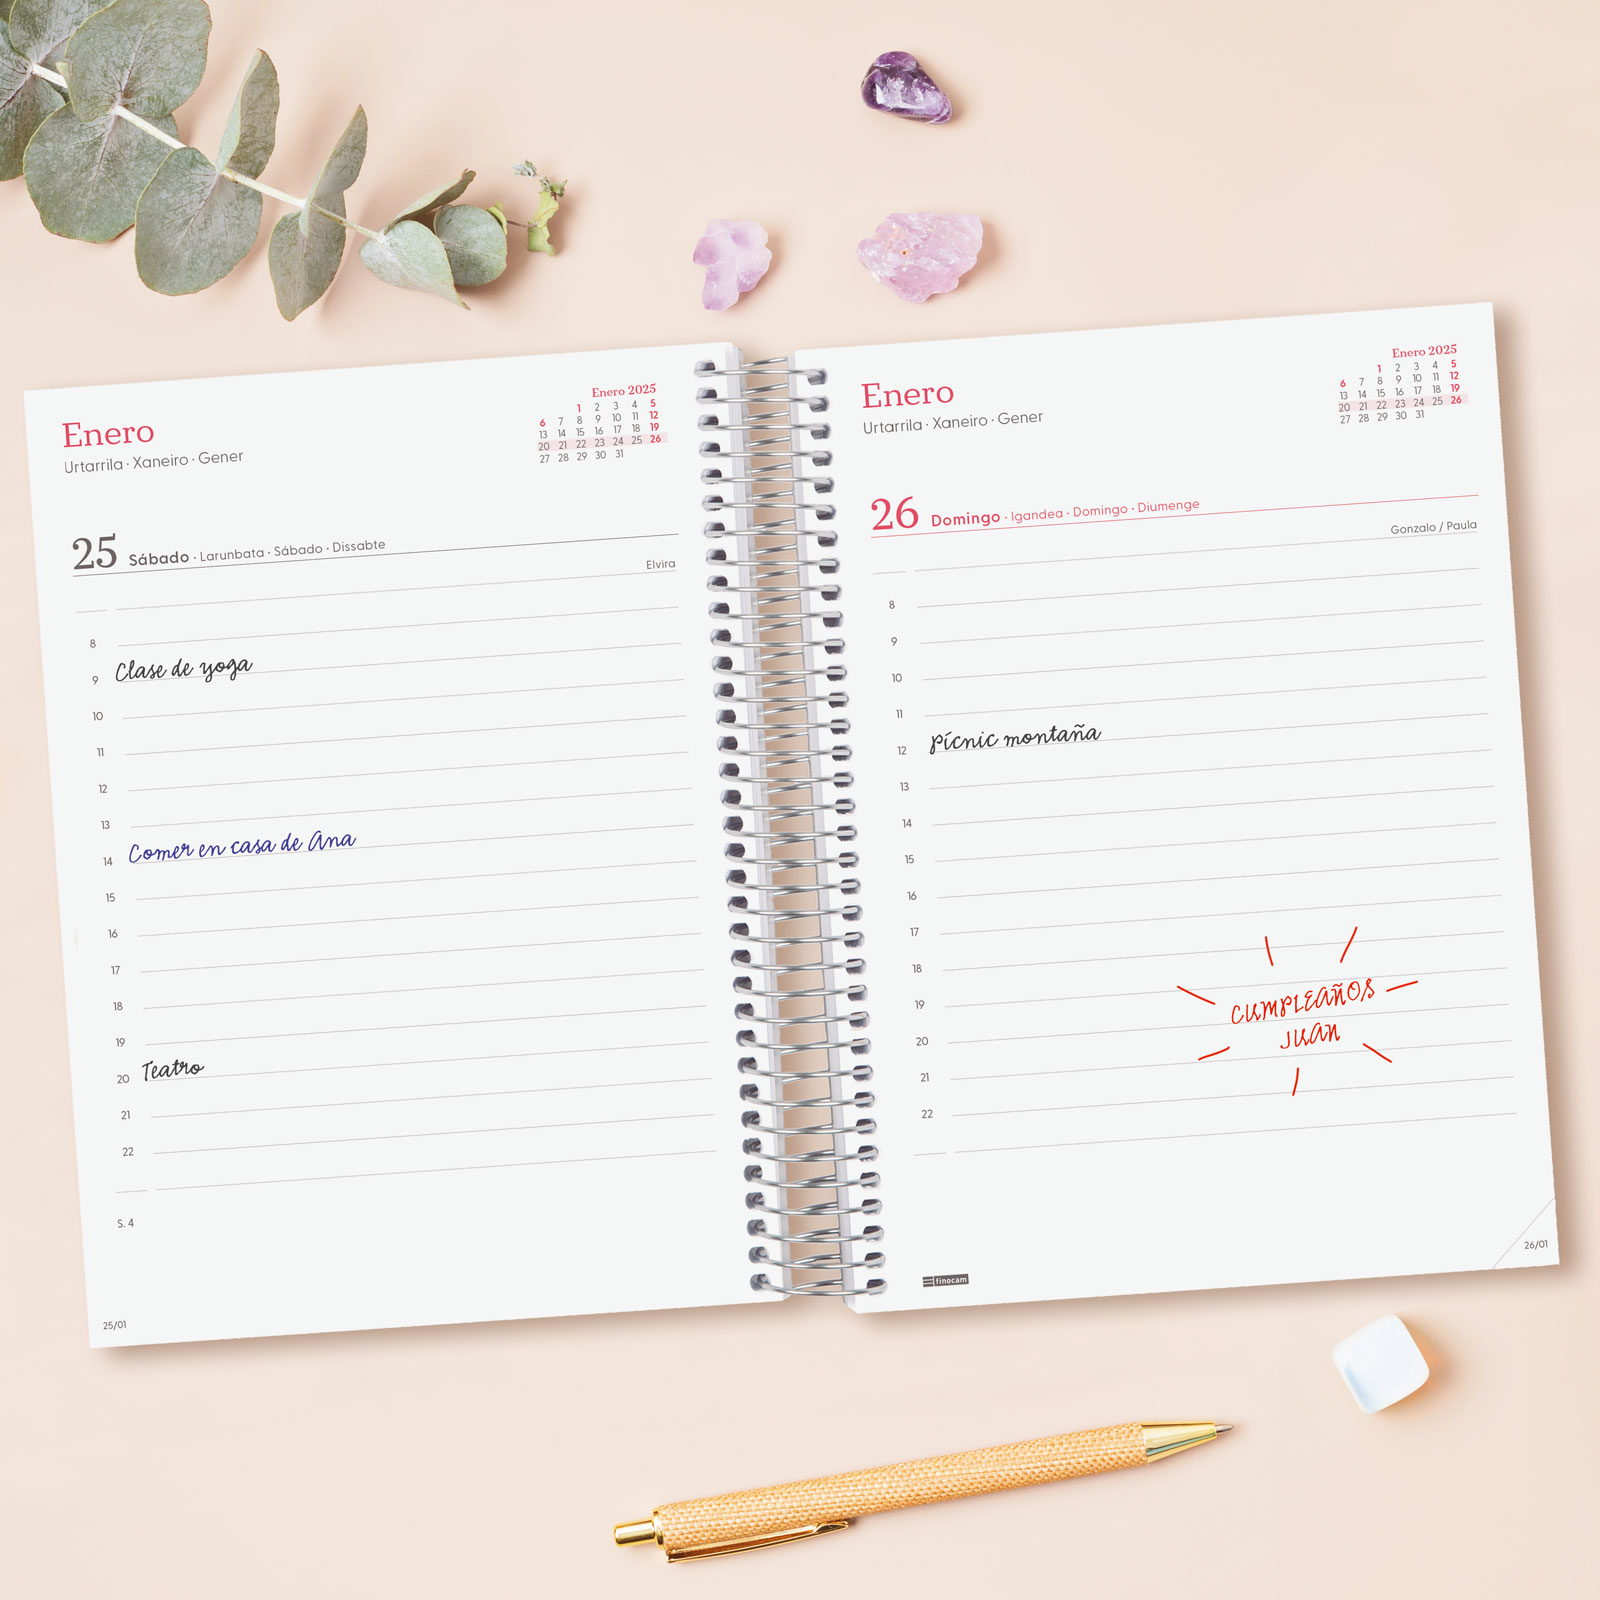 Enero
Urtarrila · Xaneiro · Gener
Enero 2025
1 2 3 4 5
6 7 8 9 10 11 12
13 14 15 16 17 18 19
20 21 22 23 24 25 26
27 28 29 30 31
25 Sábado · Larunbata · Sábado · Dissabte
Elvira
8
9 Clase de yoga
10
11
12
13
14 Comer en casa de Ana
15
16
17
18
19
20 Teatro
21
22
S. 4
25/01
Enero
Urtarrila · Xaneiro · Gener
Enero 2025
1 2 3 4 5
6 7 8 9 10 11 12
13 14 15 16 17 18 19
20 21 22 23 24 25 26
27 28 29 30 31
26 Domingo · Igandea · Domingo · Diumenge
Gonzalo / Paula
8
9
10
11
12 Pícnic montaña
13
14
15
16
17
18
19 CUMPLEAÑOS
20 JUAN
21
22
finocam
26/01